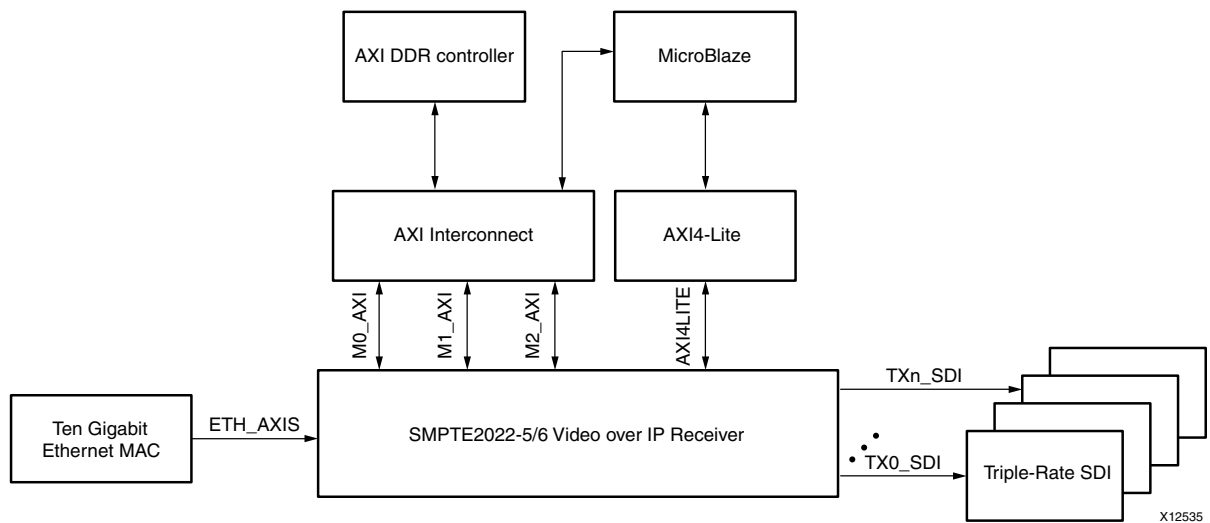 AXI DDR controller
MicroBlaze
AXI Interconnect
AXI4-Lite
M0_AXI
M1_AXI
M2_AXI
AXI4LITE
TXn_SDI
Ten Gigabit
Ethernet MAC
ETH_AXIS
SMPTE2022-5/6 Video over IP Receiver
TX0_SDI
Triple-Rate SDI
X12535